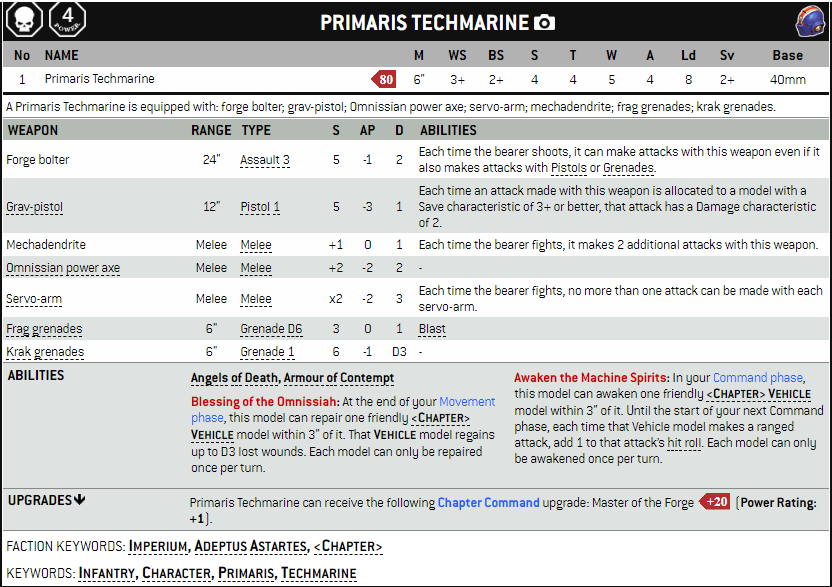 4
POWER
PRIMARIS TECHMARINE
No NAME M WS BS S T W A Ld Sv Base
1 Primaris Techmarine 80 6" 3+ 2+ 4 4 5 4 8 2+ 40mm
A Primaris Techmarine is equipped with: forge bolter; grav-pistol; Omnissian power axe; servo-arm; mechadendrite; frag grenades; krak grenades.
WEAPON RANGE TYPE S AP D ABILITIES
Forge bolter 24" Assault 3 5 -1 2 Each time the bearer shoots, it can make attacks with this weapon even if it
also makes attacks with Pistols or Grenades.
Grav-pistol 12" Pistol 1 5 -3 1 Each time an attack made with this weapon is allocated to a model with a
Save characteristic of 3+ or better, that attack has a Damage characteristic
of 2.
Mechadendrite Melee Melee +1 0 1 Each time the bearer fights, it makes 2 additional attacks with this weapon.
Omnissian power axe Melee Melee +2 -2 2 -
Servo-arm Melee Melee x2 -2 3 Each time the bearer fights, no more than one attack can be made with each
servo-arm.
Frag grenades 6" Grenade D6 3 0 1 Blast
Krak grenades 6" Grenade 1 6 -1 D3 -
ABILITIES
Angels of Death, Armour of Contempt
Blessing of the Omnissiah: At the end of your Movement
phase, this model can repair one friendly <CHAPTER>
VEHICLE model within 3" of it. That VEHICLE model regains
up to D3 lost wounds. Each model can only be repaired
once per turn.
Awaken the Machine Spirits: In your Command phase,
this model can awaken one friendly <CHAPTER> VEHICLE
model within 3" of it. Until the start of your next Command
phase, each time that Vehicle model makes a ranged
attack, add 1 to that attack's hit roll. Each model can only
be awakened once per turn.
UPGRADES Primaris Techmarine can receive the following Chapter Command upgrade: Master of the Forge +20 (Power Rating:
+1).
FACTION KEYWORDS: IMPERIUM, ADEPTUS ASTARTES, <CHAPTER>
KEYWORDS: INFANTRY, CHARACTER, PRIMARIS, TECHMARINE